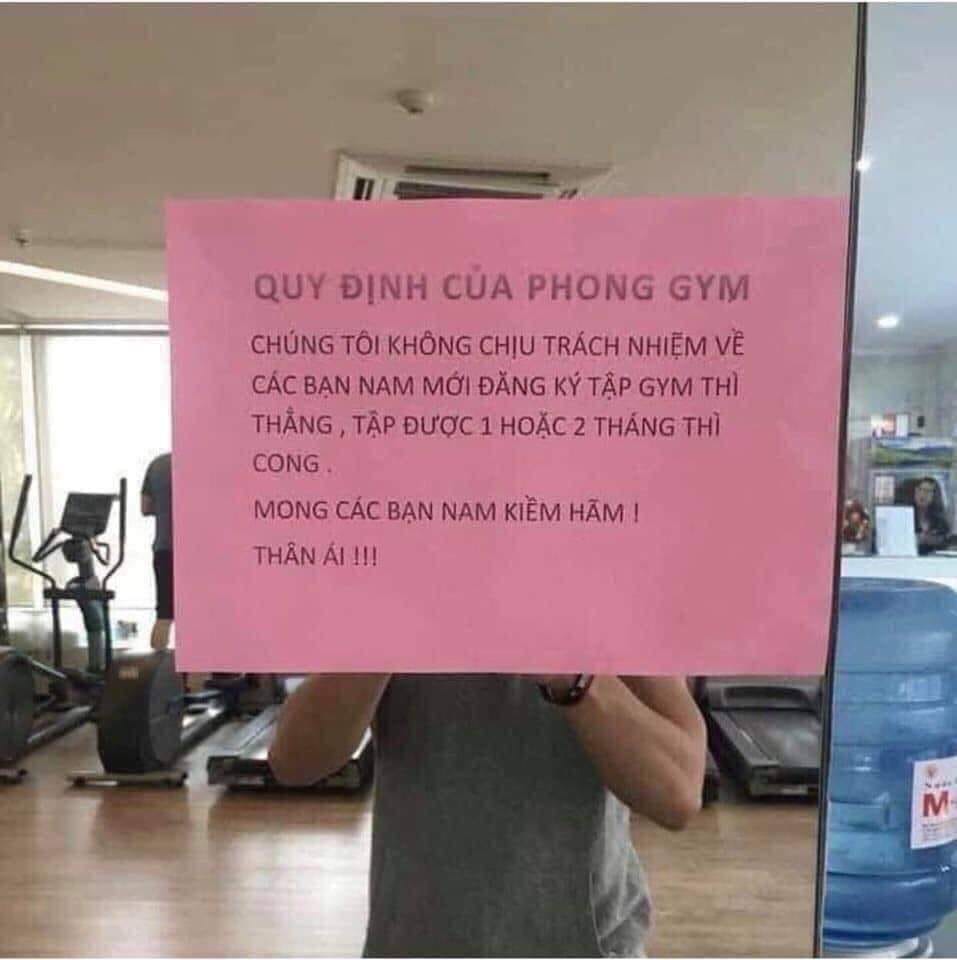 QUY ĐỊNH CỦA PHONG GYM
CHÚNG TÔI KHÔNG CHỊU TRÁCH NHIỆM VỀ
CÁC BẠN NAM MỚI ĐĂNG KÝ TẬP GYM THÌ
THẲNG , TẬP ĐƯỢC 1 HOẶC 2 THÁNG THÌ
CONG .
MONG CÁC BẠN NAM KIỀM HÃM !
THÂN ÁI !!!